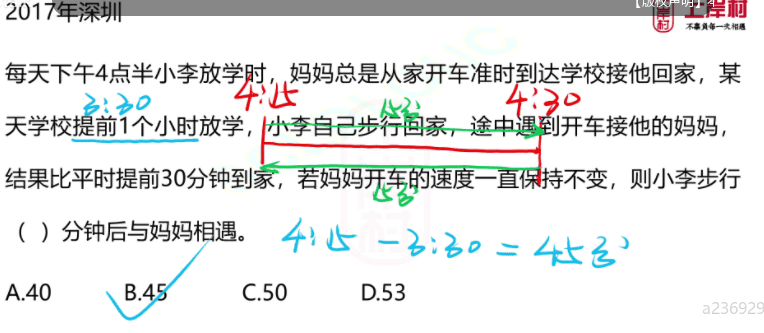 2017年深圳
【版权声明】
上岸村
不辜负每一次相遇
每天下午4点半小李放学时，妈妈总是从家开车准时到达学校接他回家，某
3:30
4:15
15分
4:30
天学校提前1个小时放学，小李自己步行回家，途中遇到开车接他的妈妈，
结果比平时提前30分钟到家，若妈妈开车的速度一直保持不变，则小李步行
15分
（ ）分钟后与妈妈相遇。
4:15 -3:30 = 45分
A.40 B.45 C.50 D.53
a236929